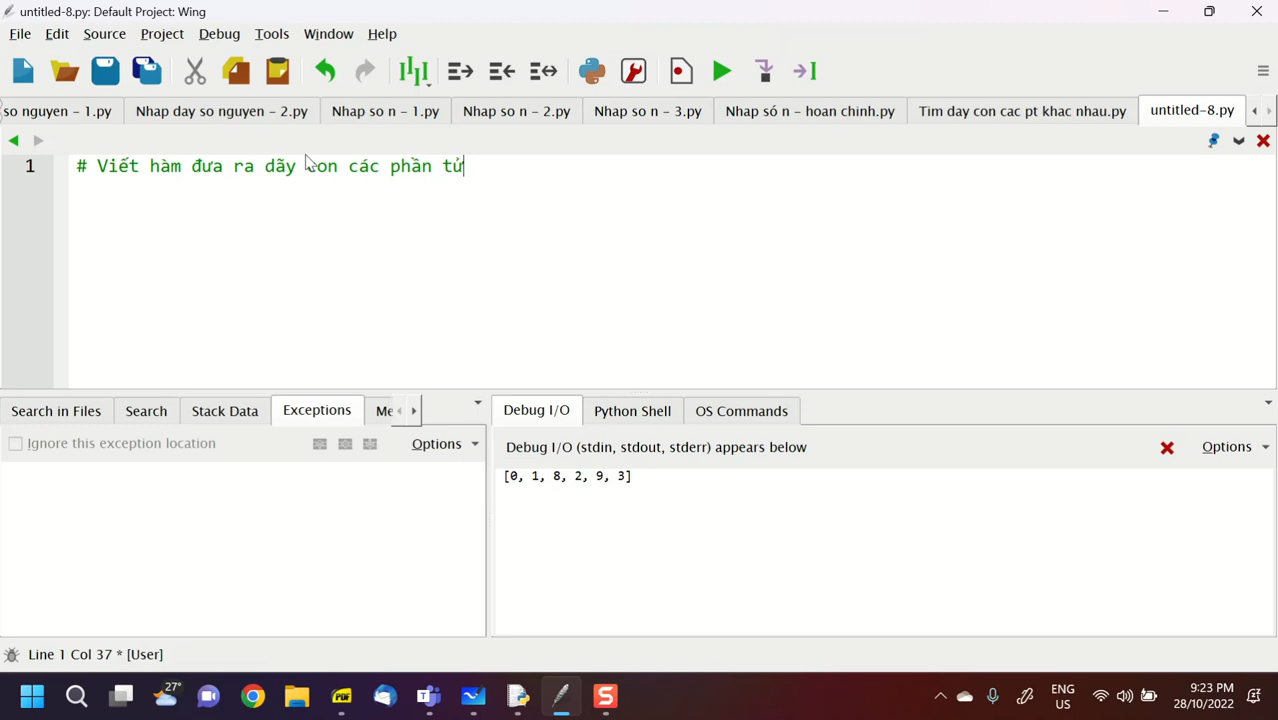 untitled-8.py: Default Project: Wing
File Edit Source Project Debug Tools Window Help
so nguyen - 1.py Nhap day so nguyen - 2.py Nhap so n - 1.py Nhap so n - 2.py Nhap so n - 3.py Nhap só n - hoan chinh.py Tim day con cac pt khac nhau.py untitled-8.py
1 # Viết hàm đưa ra dãy con các phần tử
Search in Files Search Stack Data Exceptions Me Debug I/O Python Shell OS Commands
Ignore this exception location Options Debug I/O (stdin, stdout, stderr) appears below Options
[0, 1, 8, 2, 9, 3]
Line 1 Col 37 * [User]
27° PDF S ENG US 9:23 PM 28/10/2022